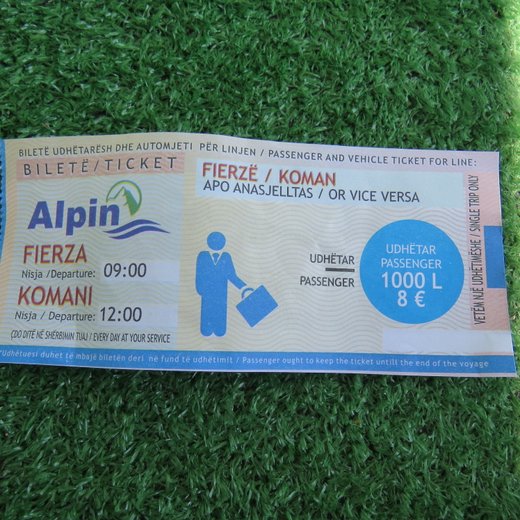 BILETË UDHËTARËSH DHE AUTOMJETI PËR LINJEN / PASSENGER AND VEHICLE TICKET FOR LINE:
BILETË / TICKET
Alpin
FIERZA
Nisja /Departure: 09:00
KOMANI
Nisja / Departure: 12:00
(ÇDO DITË NË SHËRBIMIN TUAJ / EVERY DAY AT YOUR SERVICE
FIERZË / KOMAN
APO ANASJELLTAS / OR VICE VERSA
UDHËTAR
PASSENGER
UDHËTAR
PASSENGER
1000 L
8 €
VETËM NJË UDHËTIMËSHE / SINGLE TRIP ONLY
*Udhëtuesi duhet të mbajë biletën deri në fund të udhëtimit / Passenger ought to keep the ticket untill the end of the voyage